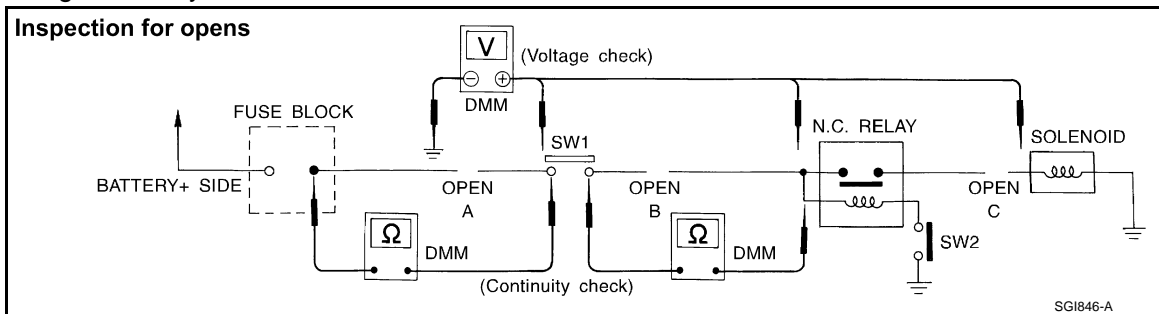 Inspection for opens
V
(Voltage check)
DMM
FUSE BLOCK
SW1
N.C. RELAY
SOLENOID
BATTERY+ SIDE
OPEN
A
OPEN
B
OPEN
C
Ω
DMM
Ω
DMM
SW2
(Continuity check)
SGI846-A